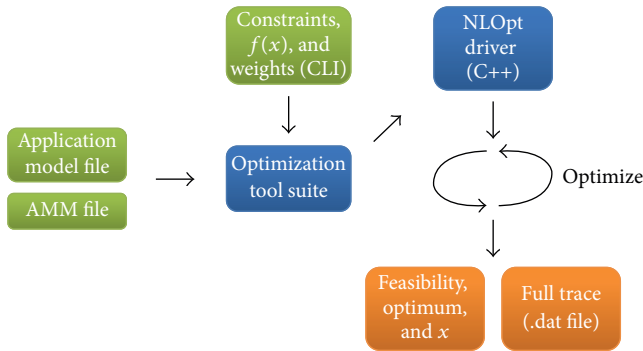 Constraints,
f(x), and
weights (CLI)
NLOpt
driver
(C++)
Application
model file
AMM file
Optimization
tool suite
Optimize
Feasibility,
optimum,
and x
Full trace
(.dat file)